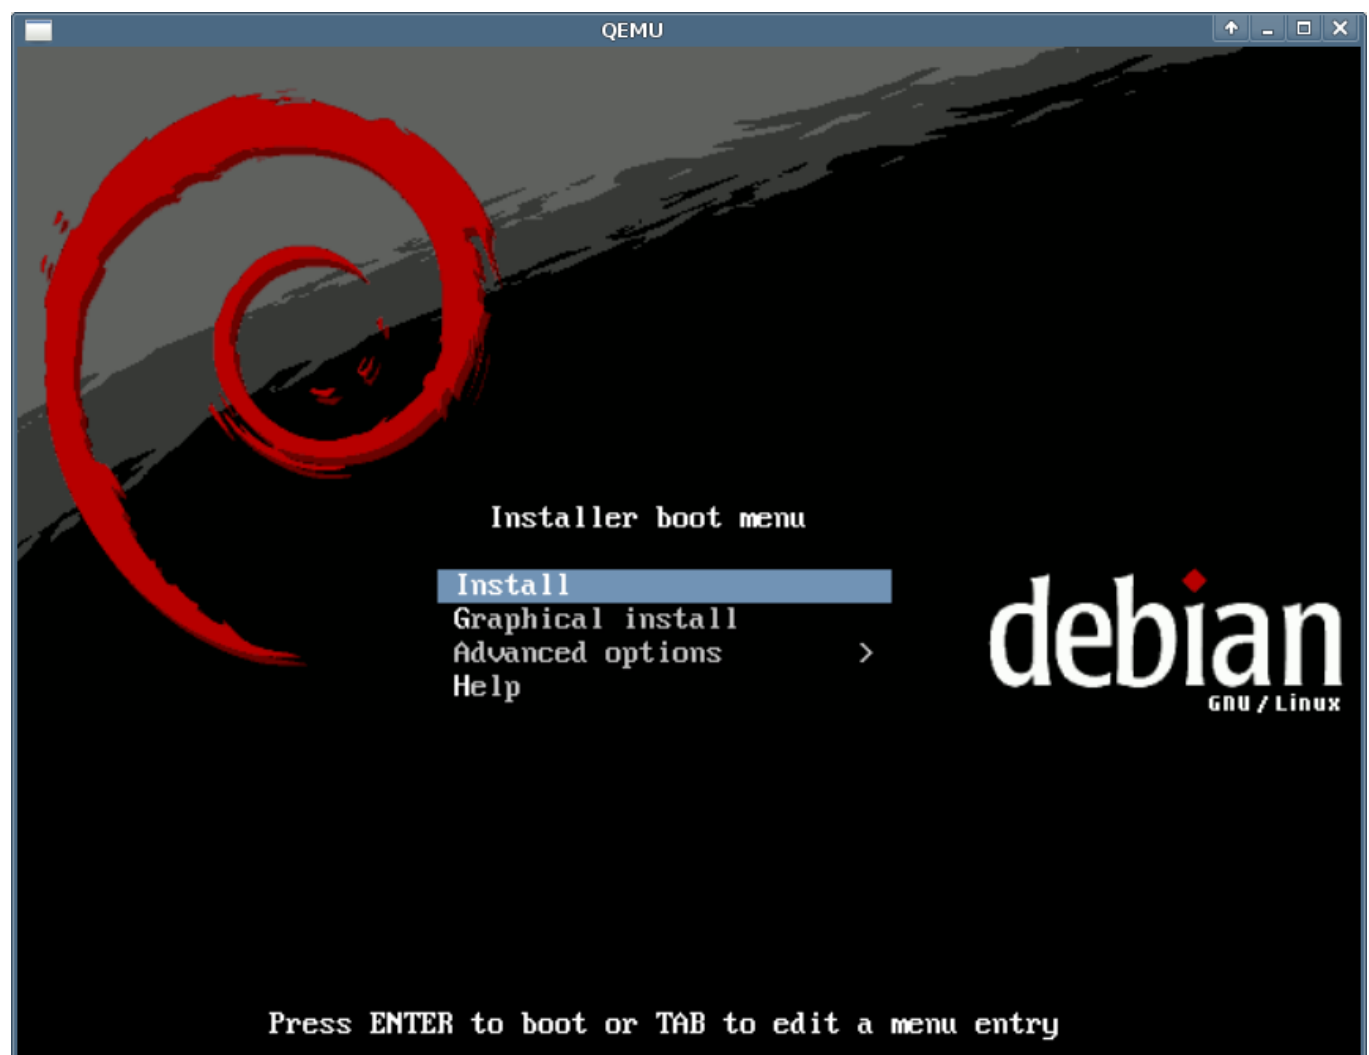 QEMU
Installer boot menu
Install
Graphical install
Advanced options >
Help
debian
GNU/Linux
Press ENTER to boot or TAB to edit a menu entry